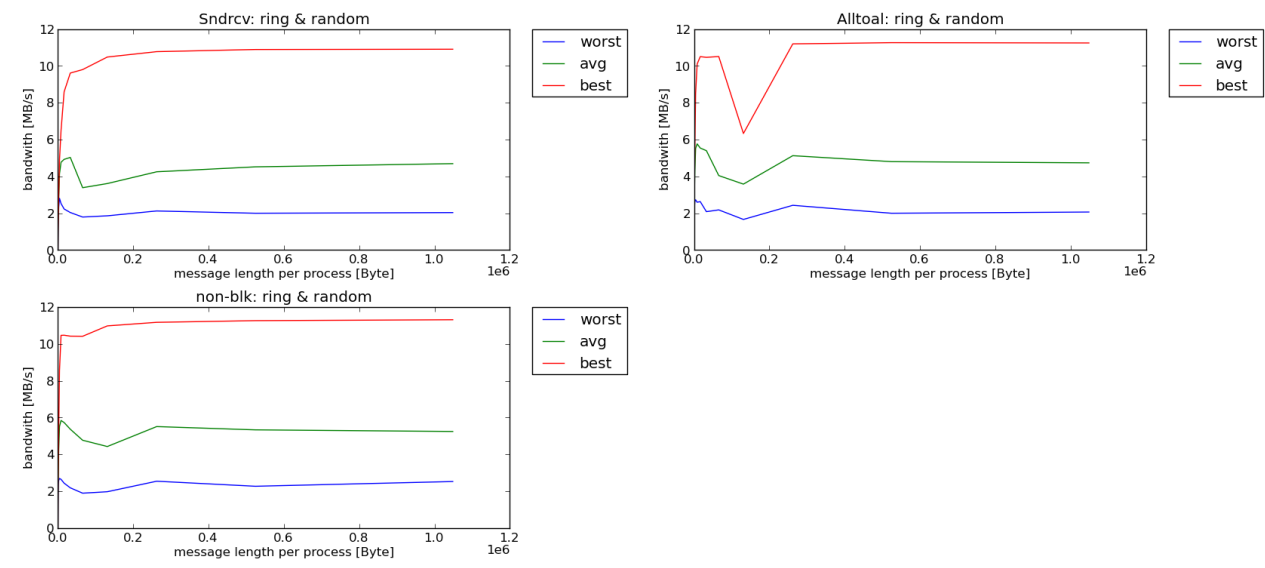 Sndrcv: ring & random
12
10
8
6
4
2
0
0.0 0.2 0.4 0.6 0.8 1.0 1.2
1e6
bandwith [MB/s]
message length per process [Byte]
worst
avg
best
Alltoal: ring & random
12
10
8
6
4
2
0
0.0 0.2 0.4 0.6 0.8 1.0 1.2
1e6
bandwith [MB/s]
message length per process [Byte]
worst
avg
best
non-blk: ring & random
12
10
8
6
4
2
0
0.0 0.2 0.4 0.6 0.8 1.0 1.2
1e6
bandwith [MB/s]
message length per process [Byte]
worst
avg
best